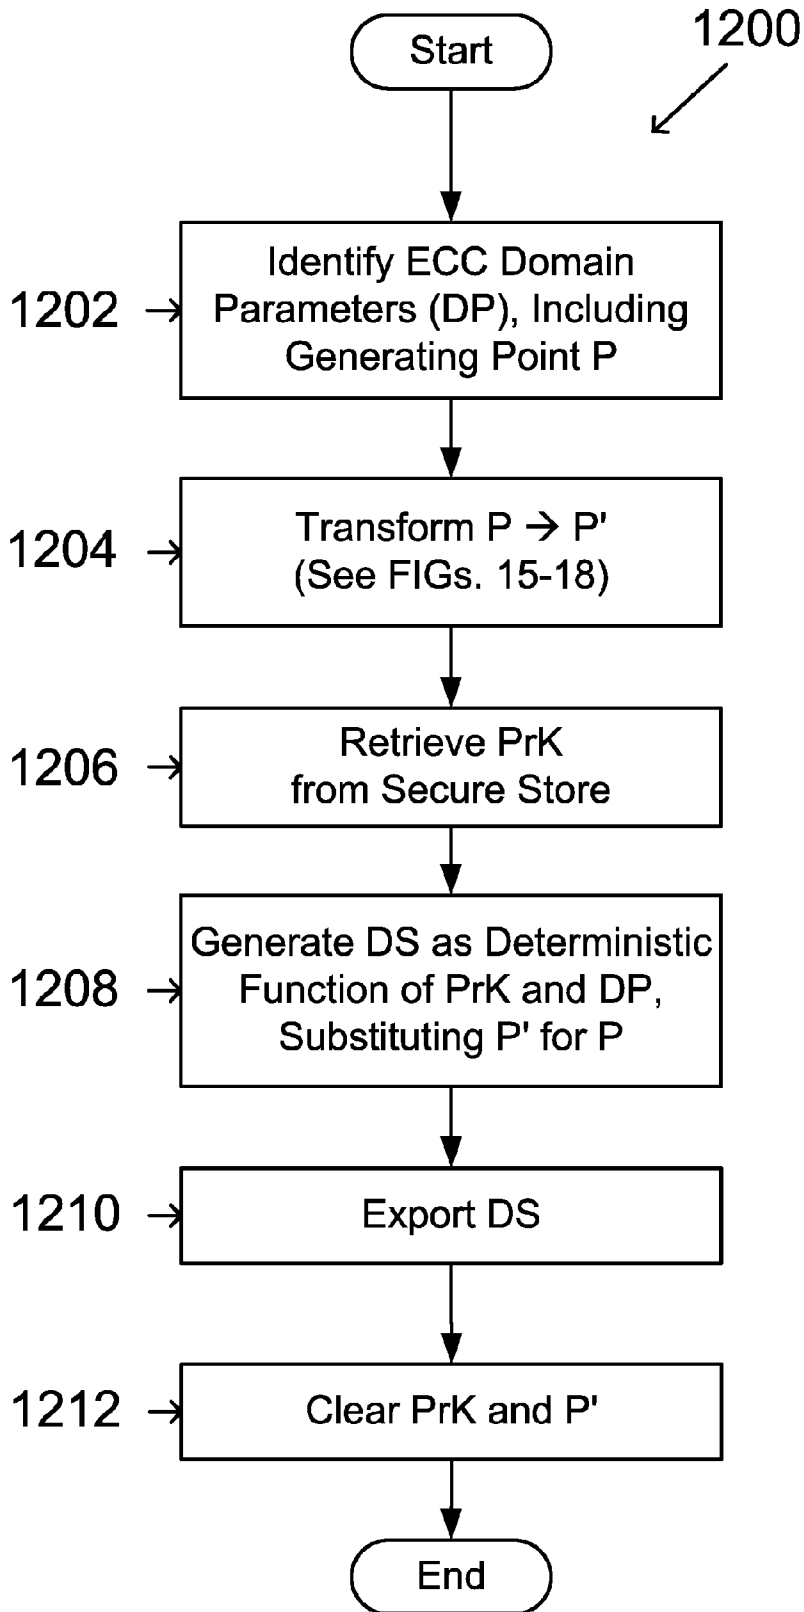 Start
1200
1202
Identify ECC Domain
Parameters (DP), Including
Generating Point P
1204
Transform P → P'
(See FIGs. 15-18)
1206
Retrieve PrK
from Secure Store
1208
Generate DS as Deterministic
Function of PrK and DP,
Substituting P' for P
1210
Export DS
1212
Clear PrK and P'
End